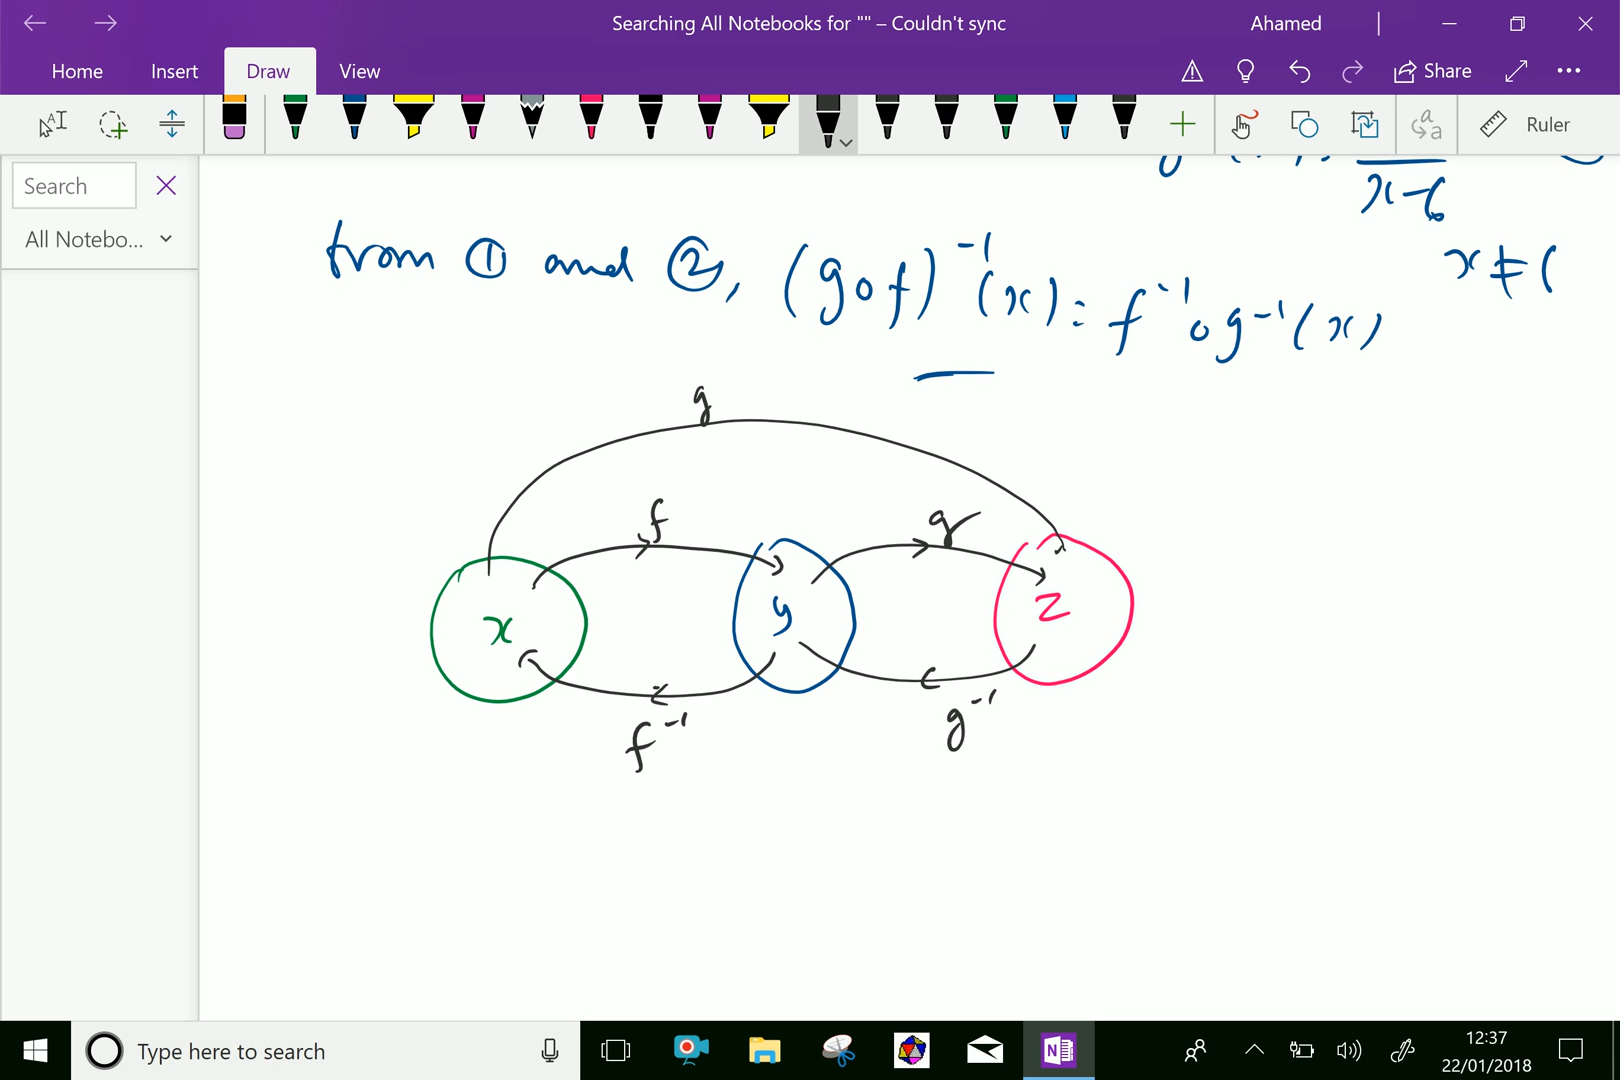 Searching All Notebooks for "" – Couldn't sync
Ahamed
Home Insert Draw View
Share
Ruler
Search
All Notebo...
x-6
x ≠
from ① and ②, (gof)⁻¹(x) = f⁻¹og⁻¹(x)
g
f g
x y z
f⁻¹ g⁻¹
Type here to search
12:37
22/01/2018